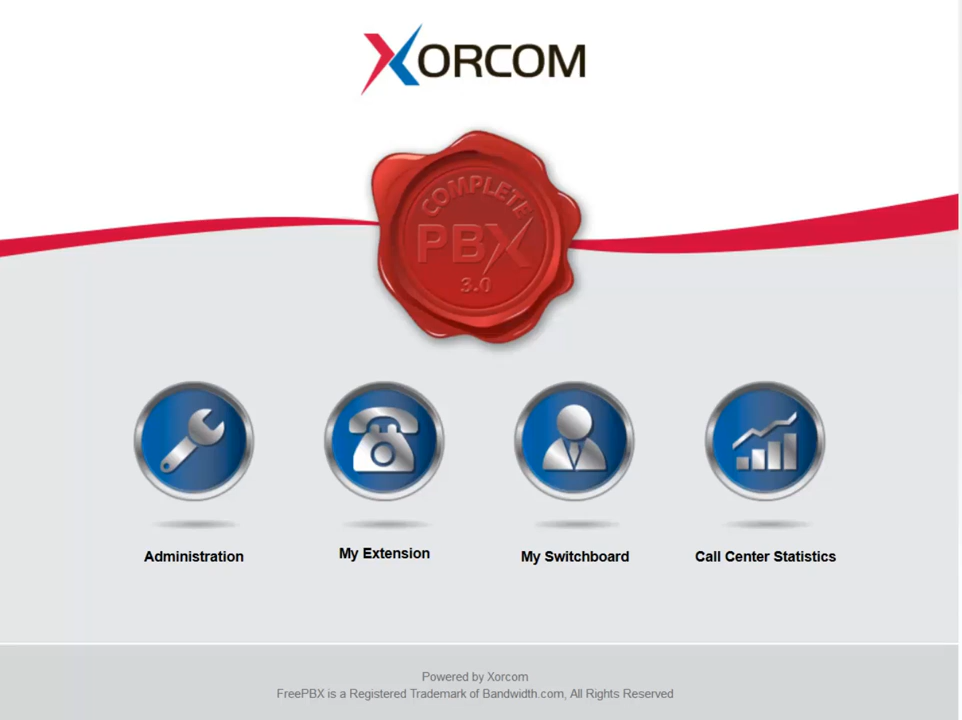 XORCOM
COMPLETE
PBX
3.0
Administration
My Extension
My Switchboard
Call Center Statistics
Powered by Xorcom
FreePBX is a Registered Trademark of Bandwidth.com, All Rights Reserved